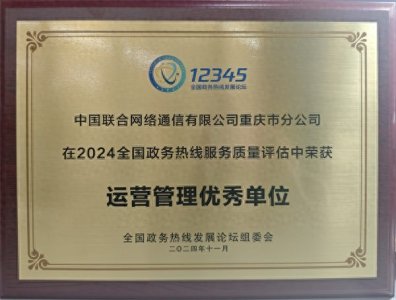 12345
全国政务热线发展论坛
中国联合网络通信有限公司重庆市分公司
在2024全国政务热线服务质量评估中荣获
运营管理优秀单位
全国政务热线发展论坛组委会
二〇二四年十一月